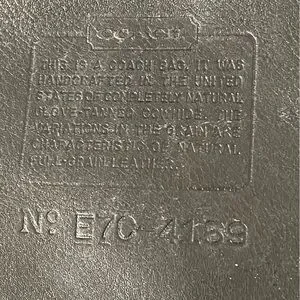 COACH
THIS IS A COACH BAG. IT WAS
HANDCRAFTED IN THE UNITED
STATES OF COMPLETELY NATURAL
GLOVE-TANNED COWHIDE. THE
VARIATIONS IN THE GRAIN ARE
CHARACTERISTIC OF NATURAL
FULL-GRAIN LEATHER.
Nº E7C-4139